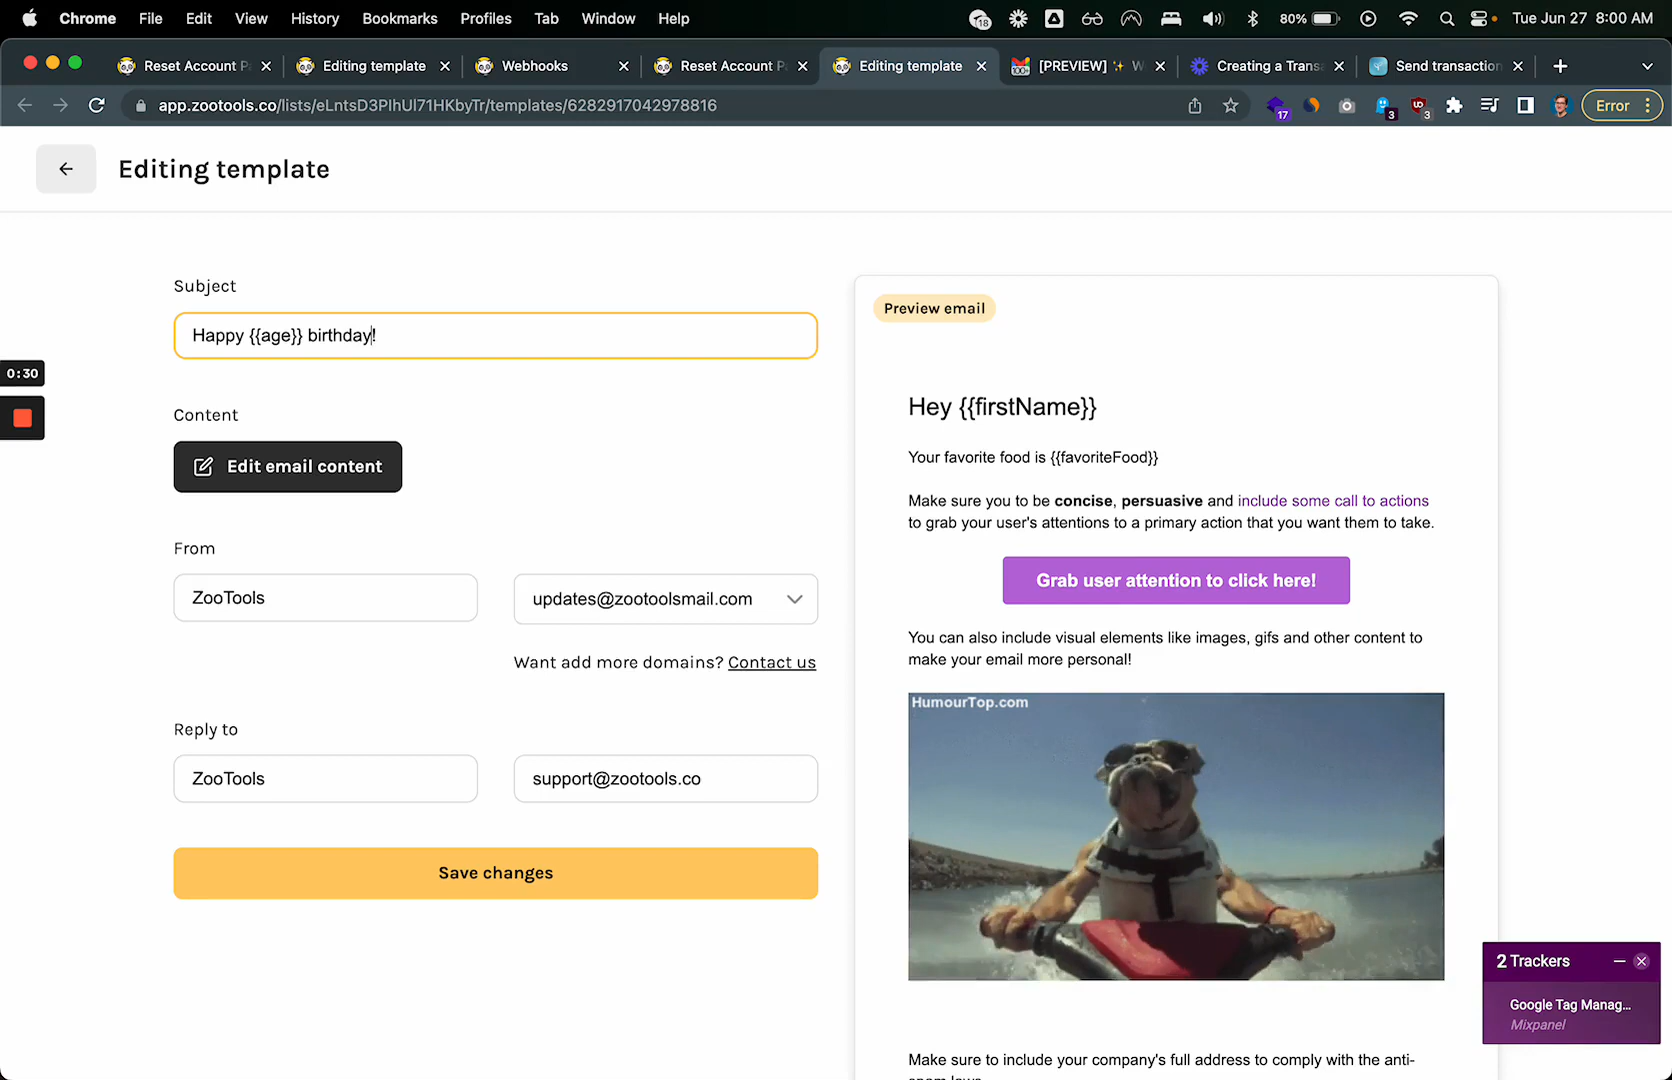 Chrome File Edit View History Bookmarks Profiles Tab Window Help 18 80% Tue Jun 27 8:00 AM
Reset Account P Editing template Webhooks Reset Account P Editing template [PREVIEW] ✨ W Creating a Trans Send transaction
app.zootools.co/lists/eLntsD3PIhUl71HKbyTr/templates/6282917042978816 17 3 3 Error
Editing template
Subject
Happy {{age}} birthday!
0:30
Content
Edit email content
From
ZooTools
updates@zootoolsmail.com
Want add more domains? Contact us
Reply to
ZooTools
support@zootools.co
Save changes
Preview email
Hey {{firstName}}
Your favorite food is {{favoriteFood}}
Make sure you to be concise, persuasive and include some call to actions
to grab your user's attentions to a primary action that you want them to take.
Grab user attention to click here!
You can also include visual elements like images, gifs and other content to
make your email more personal!
HumourTop.com
Make sure to include your company's full address to comply with the anti-
2 Trackers
Google Tag Manag...
Mixpanel